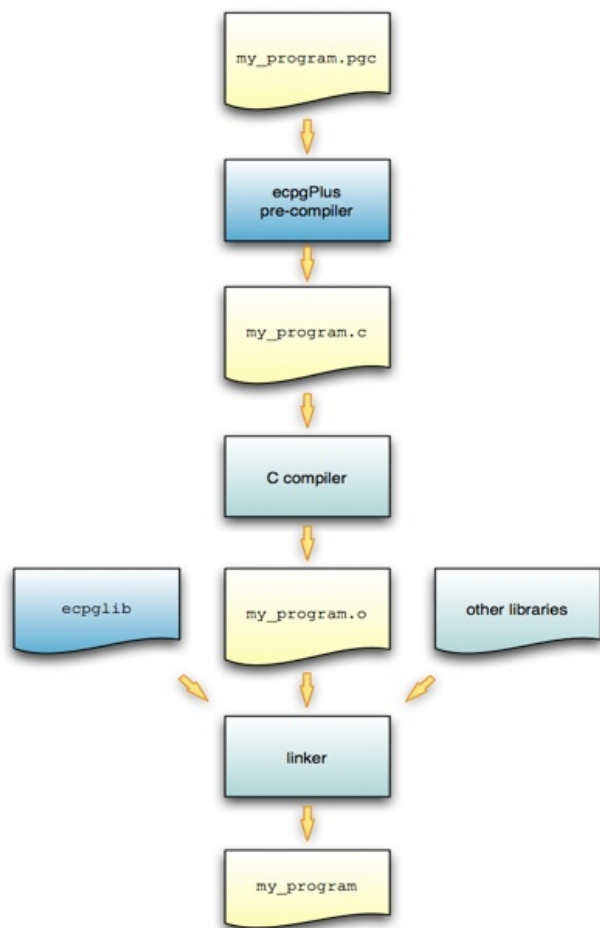 my_program.pgc
ecpgPlus
pre-compiler
my_program.c
C compiler
ecpglib
my_program.o
other libraries
linker
my_program